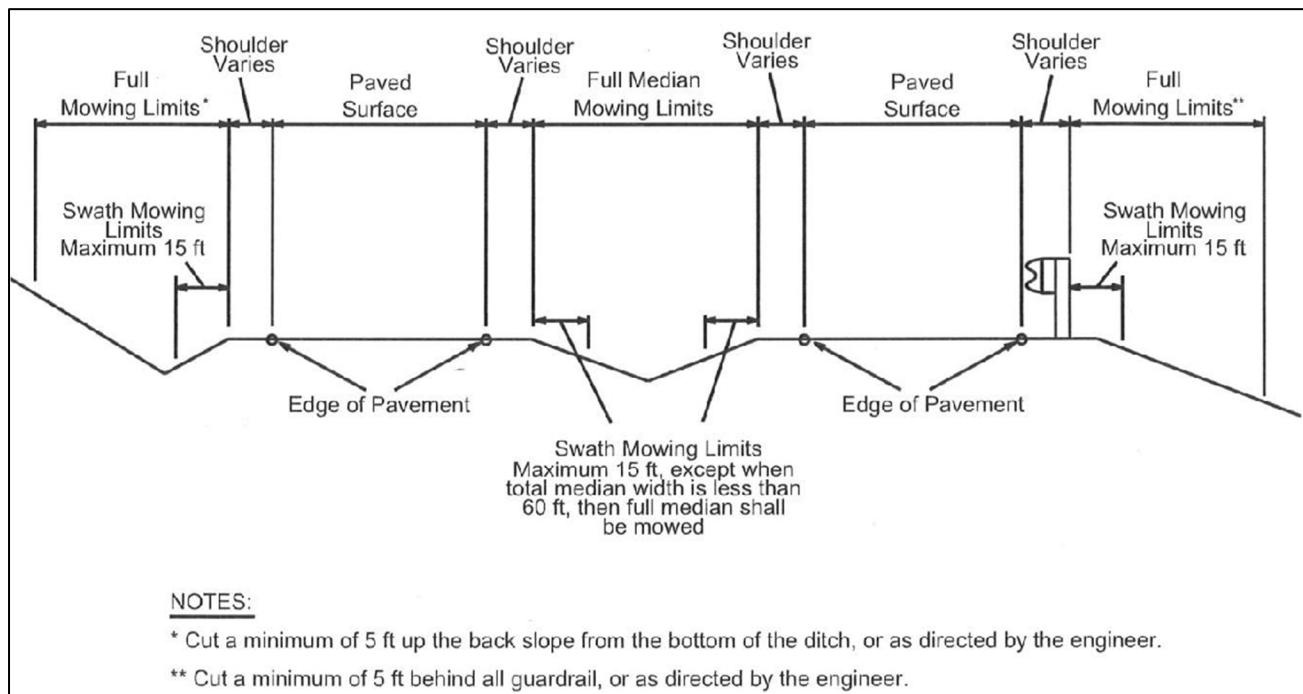 Shoulder
Varies
Shoulder
Varies
Shoulder
Varies
Shoulder
Varies
Full
Mowing Limits*
Paved
Surface
Full Median
Mowing Limits
Paved
Surface
Full
Mowing Limits**
Swath Mowing
Limits
Maximum 15 ft
Swath Mowing
Limits
Maximum 15 ft
Edge of Pavement
Edge of Pavement
Swath Mowing Limits
Maximum 15 ft, except when
total median width is less than
60 ft, then full median shall
be mowed
NOTES:
* Cut a minimum of 5 ft up the back slope from the bottom of the ditch, or as directed by the engineer.
** Cut a minimum of 5 ft behind all guardrail, or as directed by the engineer.